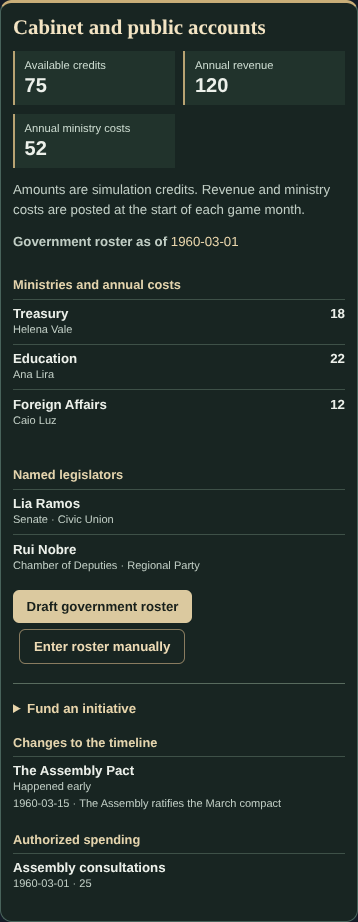 Cabinet and public accounts
Available credits
75
Annual revenue
120
Annual ministry costs
52
Amounts are simulation credits. Revenue and ministry
costs are posted at the start of each game month.
Government roster as of 1960-03-01
Ministries and annual costs
Treasury 18
Helena Vale
Education 22
Ana Lira
Foreign Affairs 12
Caio Luz
Named legislators
Lia Ramos
Senate · Civic Union
Rui Nobre
Chamber of Deputies · Regional Party
Draft government roster
Enter roster manually
Fund an initiative
Changes to the timeline
The Assembly Pact
Happened early
1960-03-15 · The Assembly ratifies the March compact
Authorized spending
Assembly consultations
1960-03-01 · 25